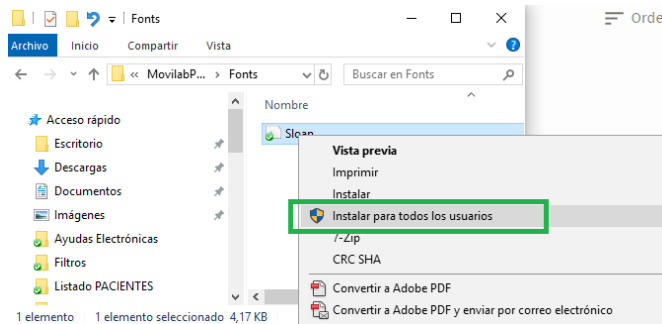 Fonts
Orde
Archivo Inicio Compartir Vista
« MovilabP... › Fonts
Buscar en Fonts
Nombre
Acceso rápido
Sloan
Escritorio
Vista previa
Imprimir
Descargas
Instalar
Documentos
Instalar para todos los usuarios
Imágenes
7-Zip
Ayudas Electrónicas
CRC SHA
Filtros
Listado PACIENTES
Convertir a Adobe PDF
Convertir a Adobe PDF y enviar por correo electrónico
1 elemento 1 elemento seleccionado 4,17 KB